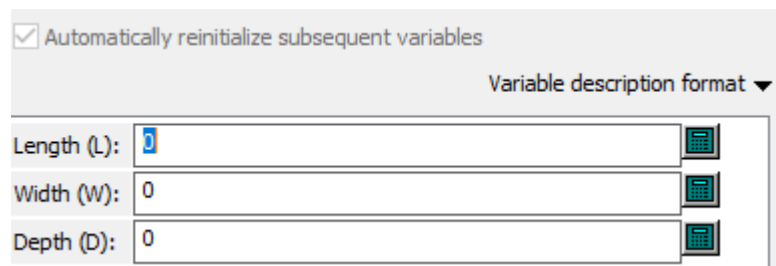 Automatically reinitialize subsequent variables
Variable description format
Length (L): 0
Width (W): 0
Depth (D): 0